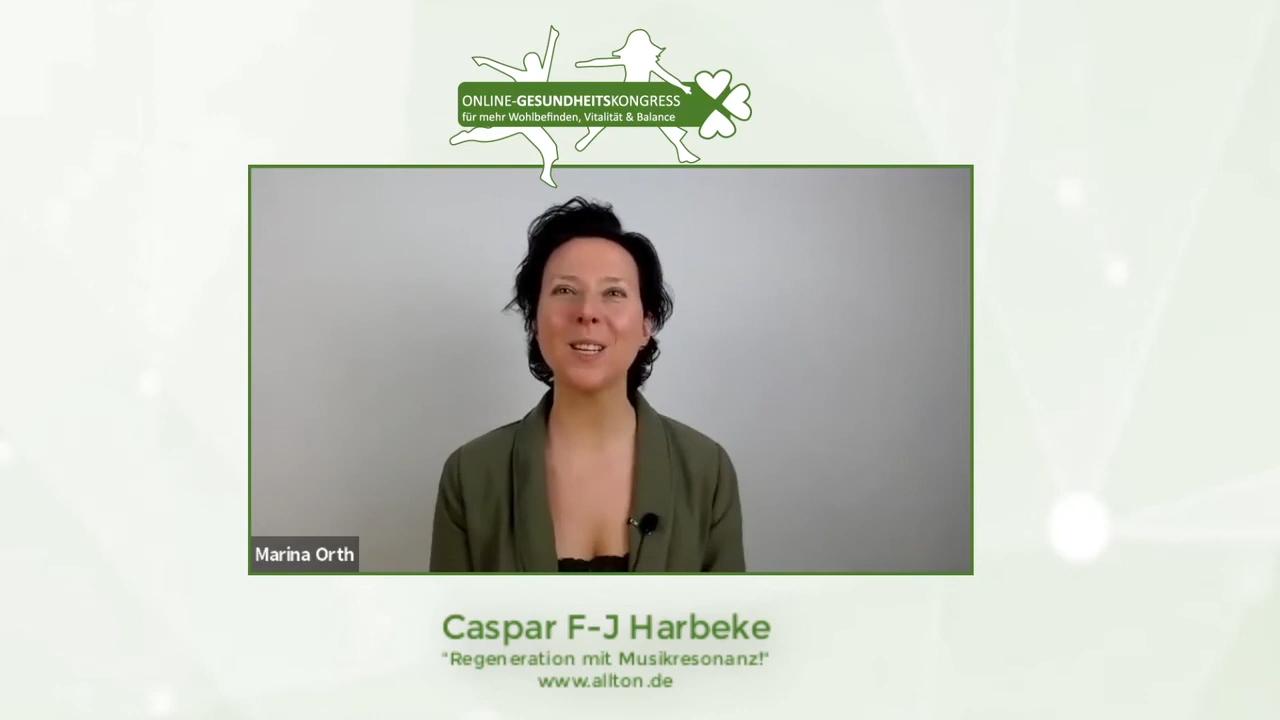 ONLINE-GESUNDHEITSKONGRESS
für mehr Wohlbefinden, Vitalität & Balance
Marina Orth
Caspar F-J Harbeke
"Regeneration mit Musikresonanz!"
www.allton.de